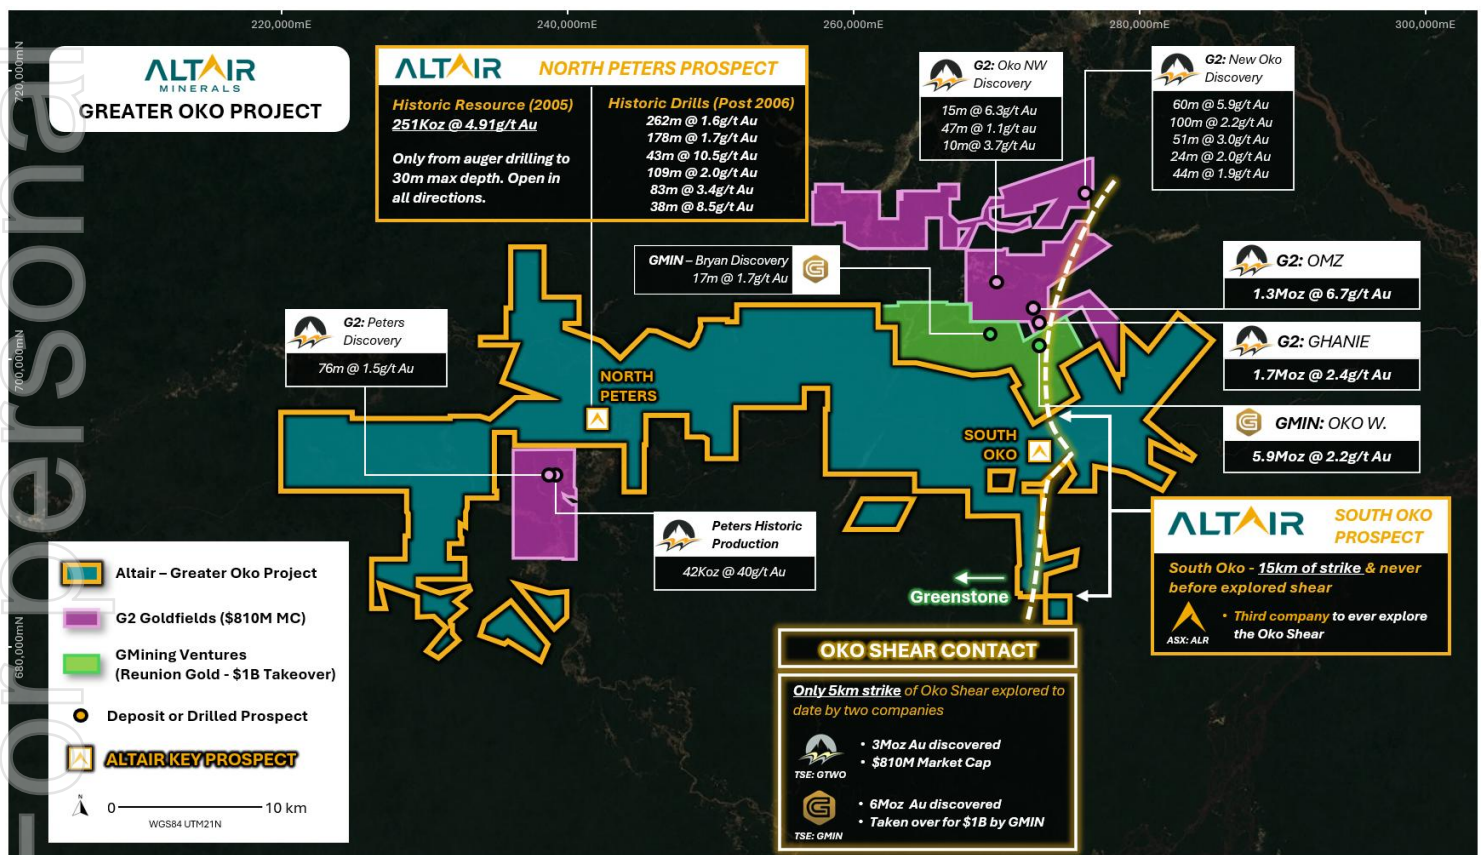 220,000mE
240,000mE
260,000mE
280,000mE
300,000mE
720,000mN
700,000mN
680,000mN
For personal
ALTAIR
MINERALS
GREATER OKO PROJECT
ALTAIR
NORTH PETERS PROSPECT
Historic Resource (2005)
251Koz @ 4.91g/t Au
Only from auger drilling to
30m max depth. Open in
all directions.
Historic Drills (Post 2006)
262m @ 1.6g/t Au
178m @ 1.7g/t Au
43m @ 10.5g/t Au
109m @ 2.0g/t Au
83m @ 3.4g/t Au
38m @ 8.5g/t Au
G2: Oko NW
Discovery
15m @ 6.3g/t Au
47m @ 1.1g/t au
10m@ 3.7g/t Au
G2: New Oko
Discovery
60m @ 5.9g/t Au
100m @ 2.2g/t Au
51m @ 3.0g/t Au
24m @ 2.0g/t Au
44m @ 1.9g/t Au
GMIN – Bryan Discovery
17m @ 1.7g/t Au
G2: OMZ
1.3Moz @ 6.7g/t Au
G2: GHANIE
1.7Moz @ 2.4g/t Au
GMIN: OKO W.
5.9Moz @ 2.2g/t Au
G2: Peters
Discovery
76m @ 1.5g/t Au
NORTH
PETERS
SOUTH
OKO
Peters Historic
Production
42Koz @ 40g/t Au
ALTAIR
SOUTH OKO
PROSPECT
South Oko - 15km of strike & never
before explored shear
ASX: ALR
• Third company to ever explore
the Oko Shear
Greenstone
OKO SHEAR CONTACT
Only 5km strike of Oko Shear explored to
date by two companies
TSE: GTWO
• 3Moz Au discovered
• $810M Market Cap
TSE: GMIN
• 6Moz Au discovered
• Taken over for $1B by GMIN
Altair – Greater Oko Project
G2 Goldfields ($810M MC)
GMining Ventures
(Reunion Gold - $1B Takeover)
Deposit or Drilled Prospect
ALTAIR KEY PROSPECT
N
0
10 km
WGS84 UTM21N